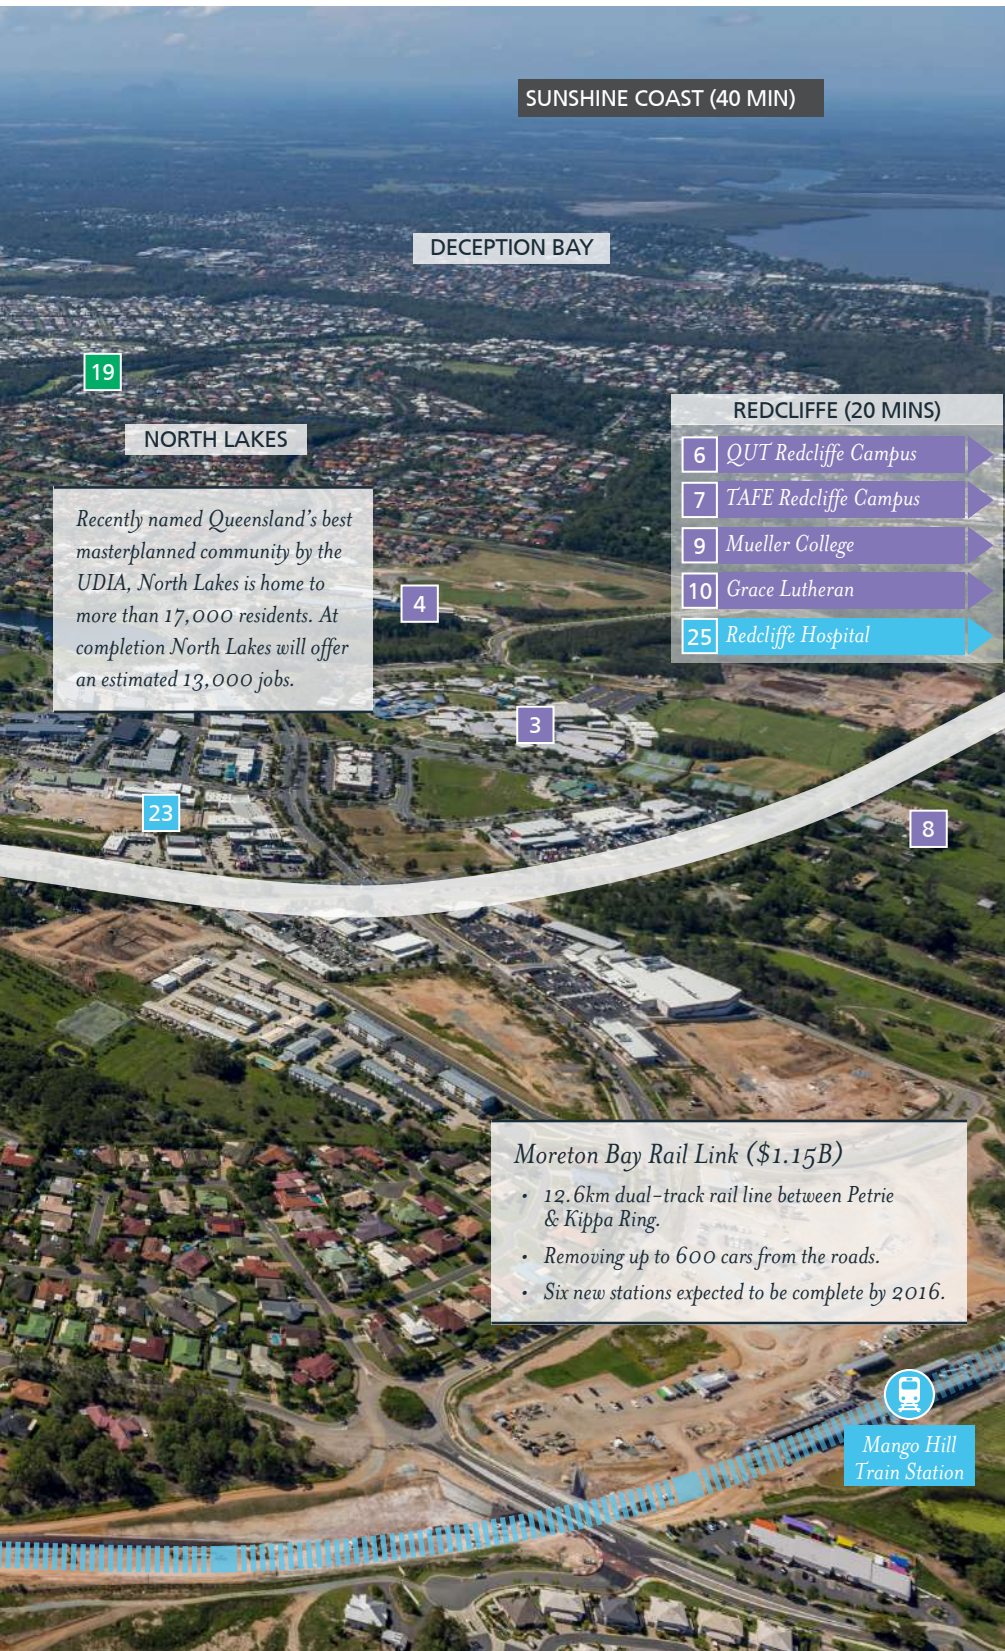 SUNSHINE COAST (40 MIN)
DECEPTION BAY
19
NORTH LAKES
Recently named Queensland's best
masterplanned community by the
UDIA, North Lakes is home to
more than 17,000 residents. At
completion North Lakes will offer
an estimated 13,000 jobs.
REDCLIFFE (20 MINS)
6 QUT Redcliffe Campus
7 TAFE Redcliffe Campus
9 Mueller College
10 Grace Lutheran
25 Redcliffe Hospital
4
3
23
8
Moreton Bay Rail Link ($1.15B)
• 12.6km dual-track rail line between Petrie
& Kippa Ring.
• Removing up to 600 cars from the roads.
• Six new stations expected to be complete by 2016.
Mango Hill
Train Station